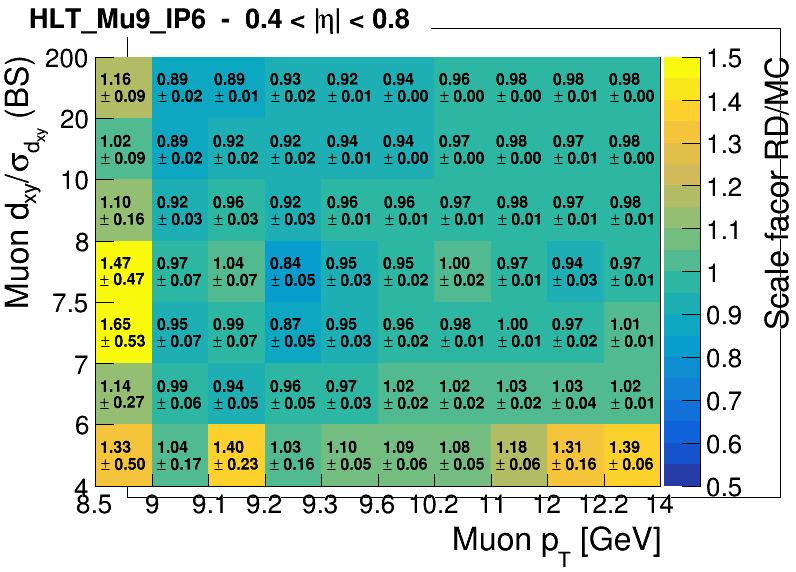 HLT_Mu9_IP6 - 0.4 < |η| < 0.8
200 1.16 0.89 0.89 0.93 0.92 0.94 0.96 0.98 0.98 0.98 1.5
± 0.09 ± 0.02 ± 0.01 ± 0.02 ± 0.01 ± 0.00 ± 0.00 ± 0.00 ± 0.01 ± 0.00 1.4
20 1.02 0.89 0.92 0.92 0.94 0.94 0.97 0.98 0.97 0.98 1.3
± 0.09 ± 0.02 ± 0.02 ± 0.02 ± 0.01 ± 0.00 ± 0.00 ± 0.00 ± 0.01 ± 0.00
10 1.10 0.92 0.96 0.92 0.96 0.96 0.97 0.98 0.97 0.98 1.2
± 0.16 ± 0.03 ± 0.03 ± 0.03 ± 0.01 ± 0.01 ± 0.01 ± 0.01 ± 0.01 ± 0.01 1.1
8 1.47 0.97 1.04 0.84 0.95 0.95 1.00 0.97 0.94 0.97 1
± 0.47 ± 0.07 ± 0.07 ± 0.05 ± 0.03 ± 0.02 ± 0.02 ± 0.01 ± 0.03 ± 0.01
7.5 1.65 0.95 0.99 0.87 0.95 0.96 0.98 1.00 0.97 1.01 0.9
± 0.53 ± 0.07 ± 0.07 ± 0.05 ± 0.03 ± 0.02 ± 0.01 ± 0.01 ± 0.02 ± 0.01 0.8
7 1.14 0.99 0.94 0.96 0.97 1.02 1.02 1.03 1.03 1.02 0.7
± 0.27 ± 0.06 ± 0.05 ± 0.05 ± 0.03 ± 0.02 ± 0.02 ± 0.02 ± 0.04 ± 0.01
6 1.33 1.04 1.40 1.03 1.10 1.09 1.08 1.18 1.31 1.39 0.6
± 0.50 ± 0.17 ± 0.23 ± 0.16 ± 0.05 ± 0.06 ± 0.05 ± 0.06 ± 0.16 ± 0.06
4 0.5
8.5 9 9.1 9.2 9.3 9.6 10.2 11 12 12.2 14
Muon p_T [GeV]
Muon d_xy/σ_d_xy (BS)
Scale facor RD/MC